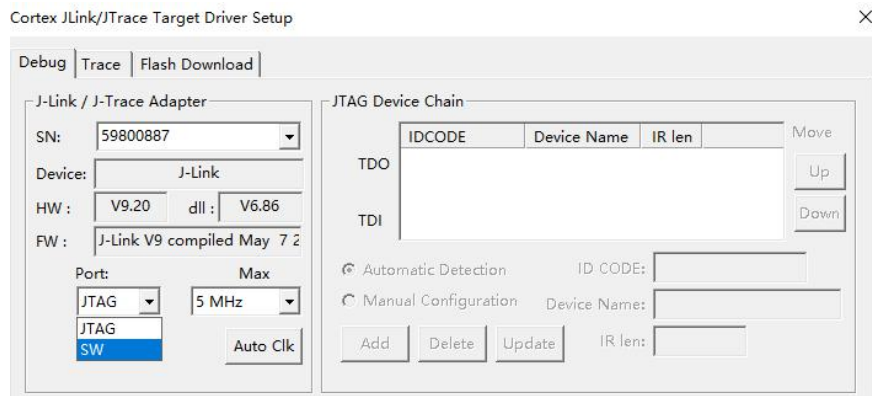 Cortex JLink/JTrace Target Driver Setup
Debug Trace Flash Download
J-Link / J-Trace Adapter
SN: 59800887
Device: J-Link
HW : V9.20 dll : V6.86
FW : J-Link V9 compiled May 7 2
Port: Max
JTAG 5 MHz
JTAG
SW
Auto Clk
JTAG Device Chain
IDCODE Device Name IR len
TDO
TDI
Move
Up
Down
Automatic Detection
ID CODE:
Manual Configuration
Device Name:
Add Delete Update
IR len: